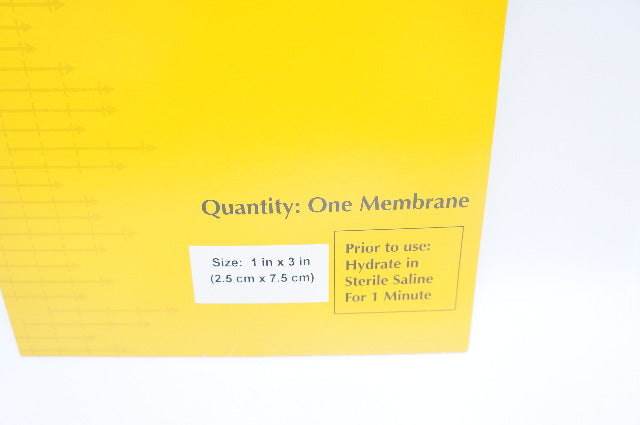 Quantity: One Membrane
Size: 1 in x 3 in
(2.5 cm x 7.5 cm)
Prior to use:
Hydrate in
Sterile Saline
For 1 Minute